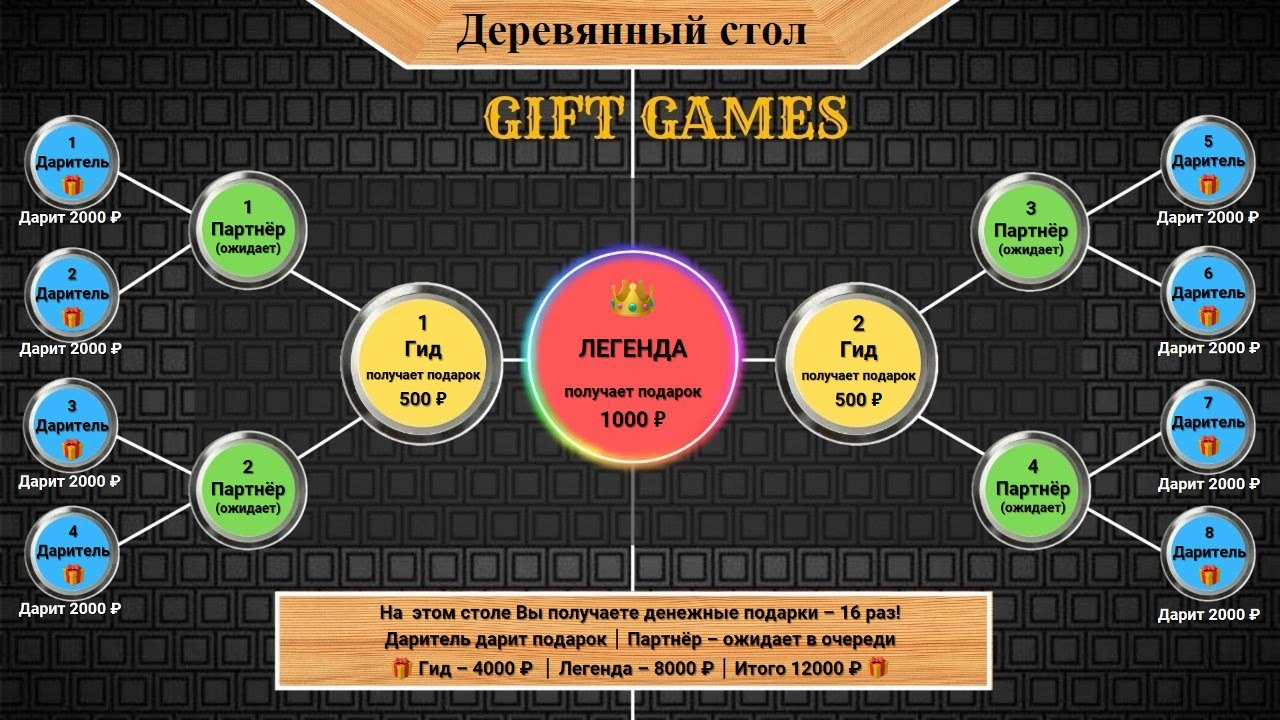 Деревянный стол
GIFT GAMES
1
Даритель
Дарит 2000 ₽
2
Даритель
Дарит 2000 ₽
3
Даритель
Дарит 2000 ₽
4
Даритель
Дарит 2000 ₽
1
Партнёр
(ожидает)
2
Партнёр
(ожидает)
1
Гид
получает подарок
500 ₽
ЛЕГЕНДА
получает подарок
1000 ₽
2
Гид
получает подарок
500 ₽
3
Партнёр
(ожидает)
4
Партнёр
(ожидает)
5
Даритель
Дарит 2000 ₽
6
Даритель
Дарит 2000 ₽
7
Даритель
Дарит 2000 ₽
8
Даритель
Дарит 2000 ₽
На этом столе Вы получаете денежные подарки – 16 раз!
Даритель дарит подарок | Партнёр – ожидает в очереди
🎁 Гид – 4000 ₽ | Легенда – 8000 ₽ | Итого 12000 ₽ 🎁